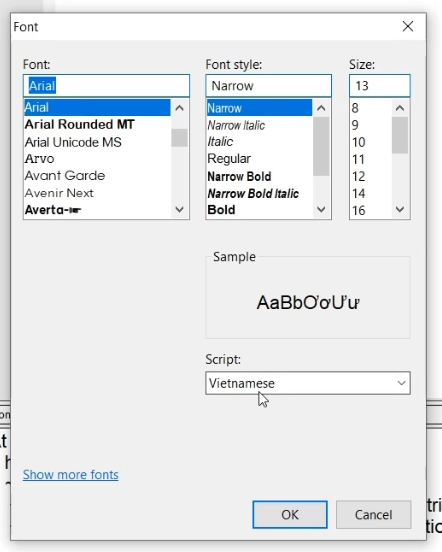 Font
Font:
Font style:
Size:
Arial
Narrow
13
Arial
Arial Rounded MT
Arial Unicode MS
Arvo
Avant Garde
Avenir Next
Averta-
Narrow
Narrow Italic
Italic
Regular
Narrow Bold
Narrow Bold Italic
Bold
8
9
10
11
12
14
16
Sample
AaBbƠơƯư
Script:
Vietnamese
Show more fonts
OK
Cancel